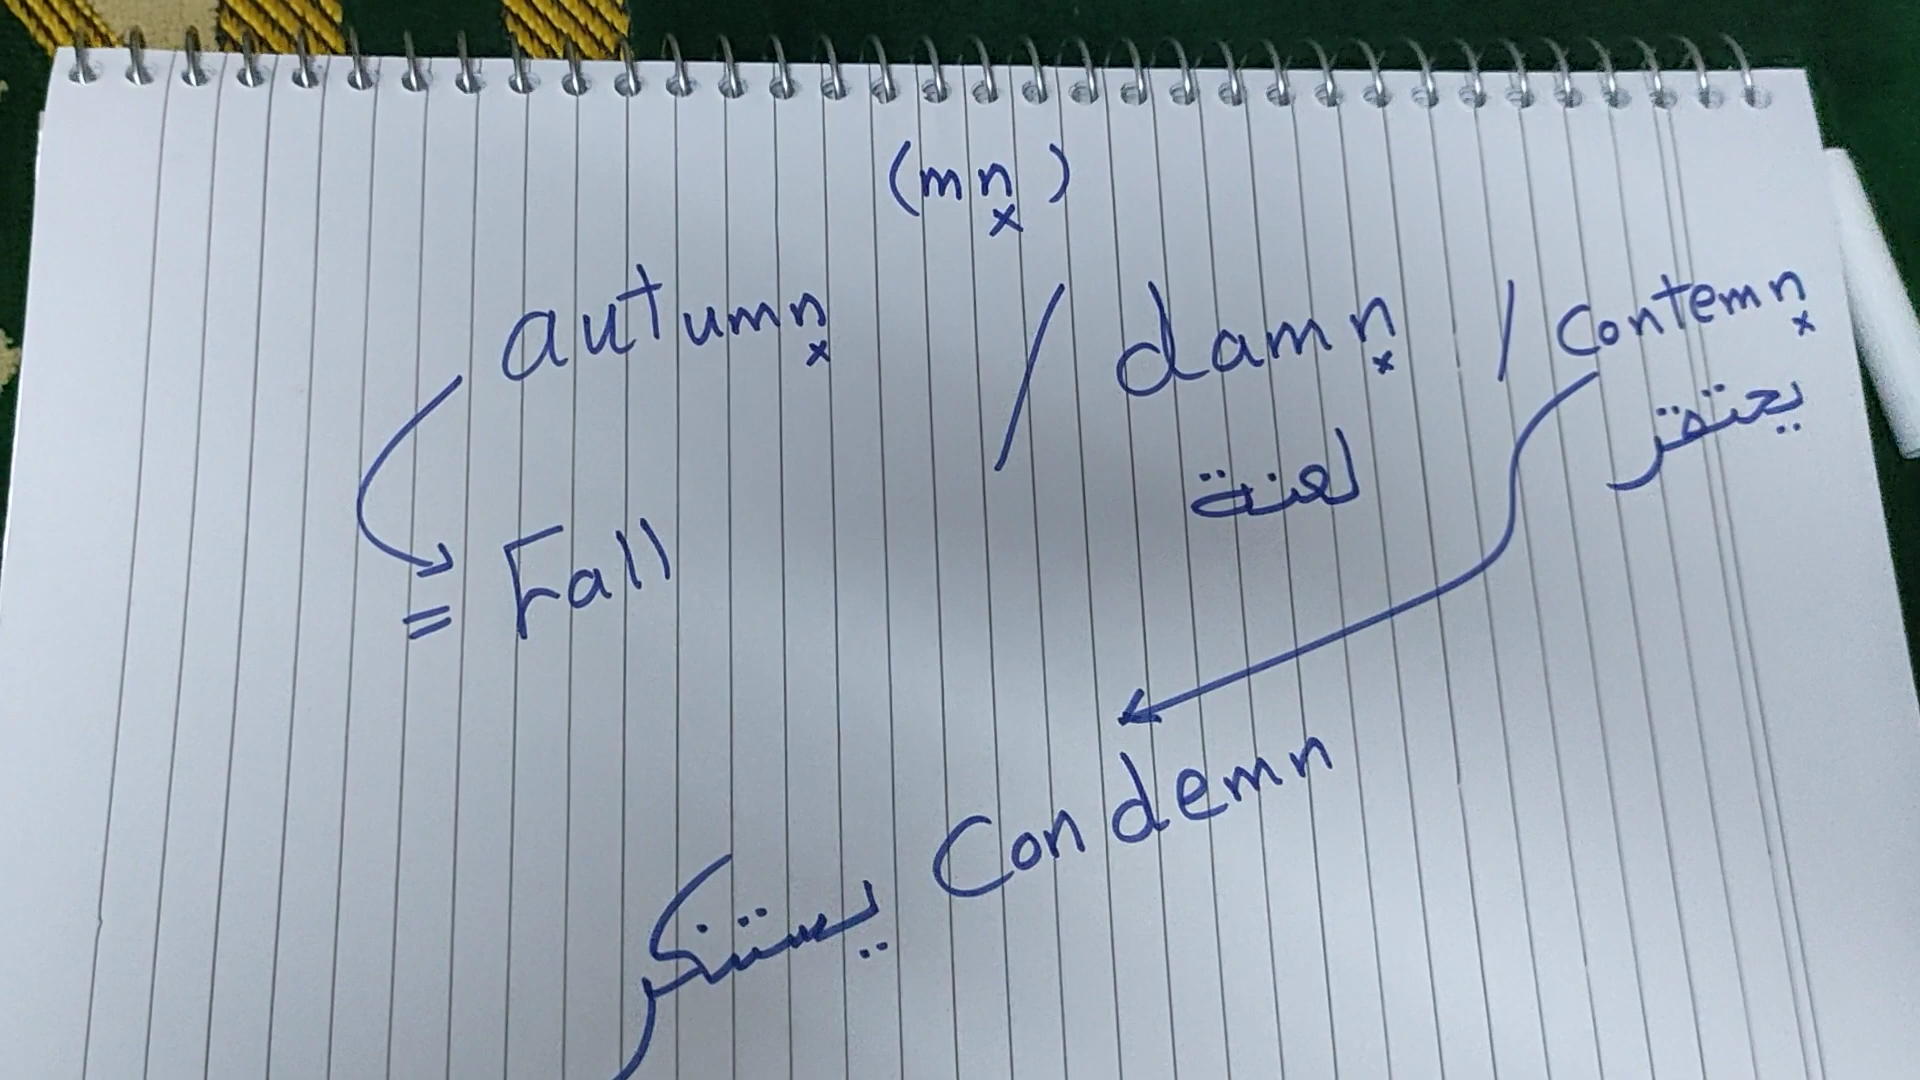 (mn)
x
autumn / damn / Contemn
x x x
لعنة يحتقر
= Fall
Condemn
يستنكر